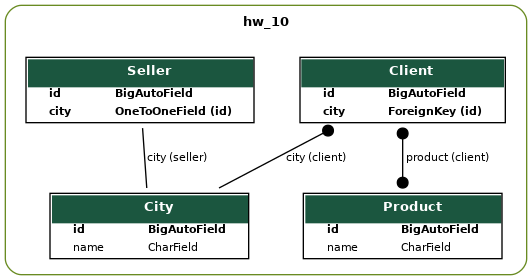 hw_10
Seller
id BigAutoField
city OneToOneField (id)
Client
id BigAutoField
city ForeignKey (id)
city (seller)
city (client)
product (client)
City
id BigAutoField
name CharField
Product
id BigAutoField
name CharField